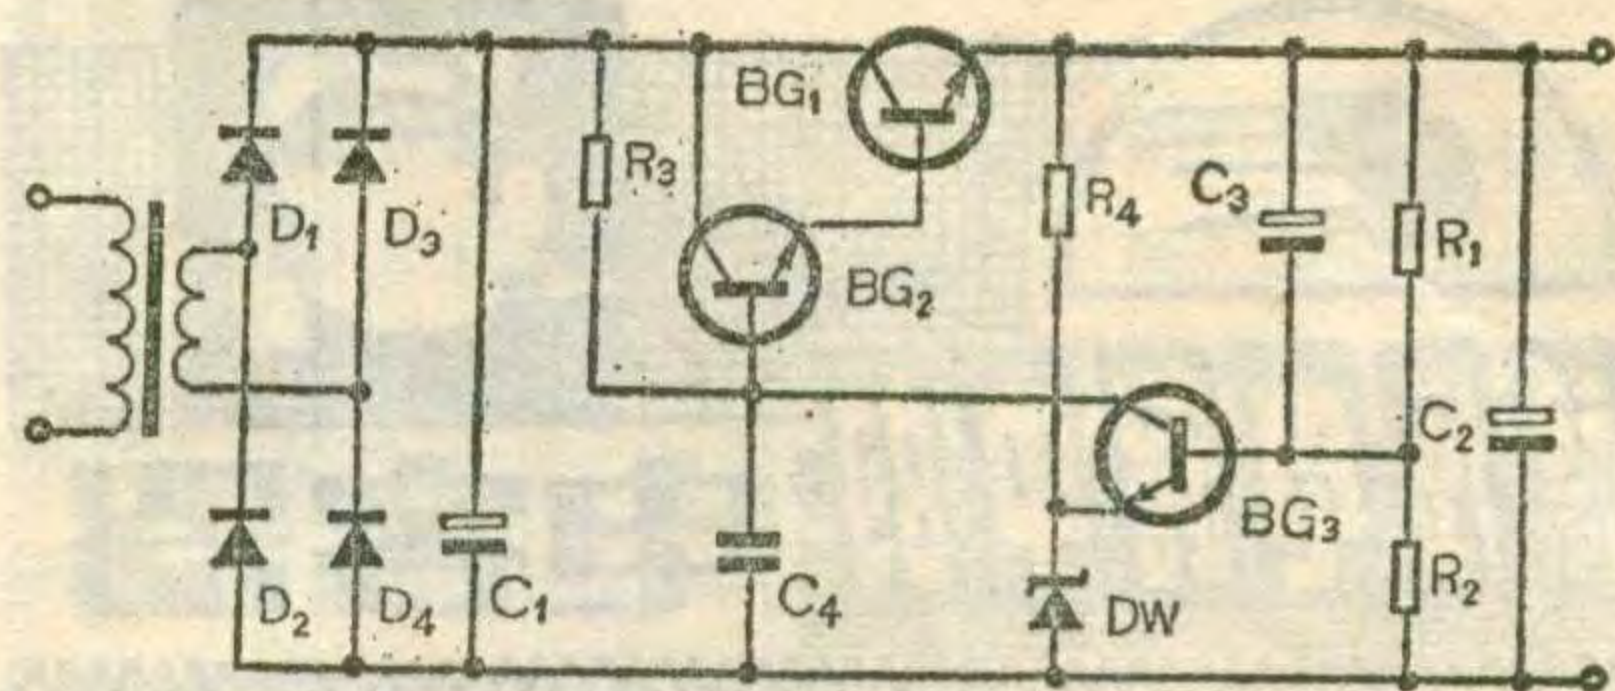 BG₁
R₃
D₁
D₃
R₄
C₃
R₁
BG₂
C₂
BG₃
D₂
D₄
C₁
C₄
DW
R₂